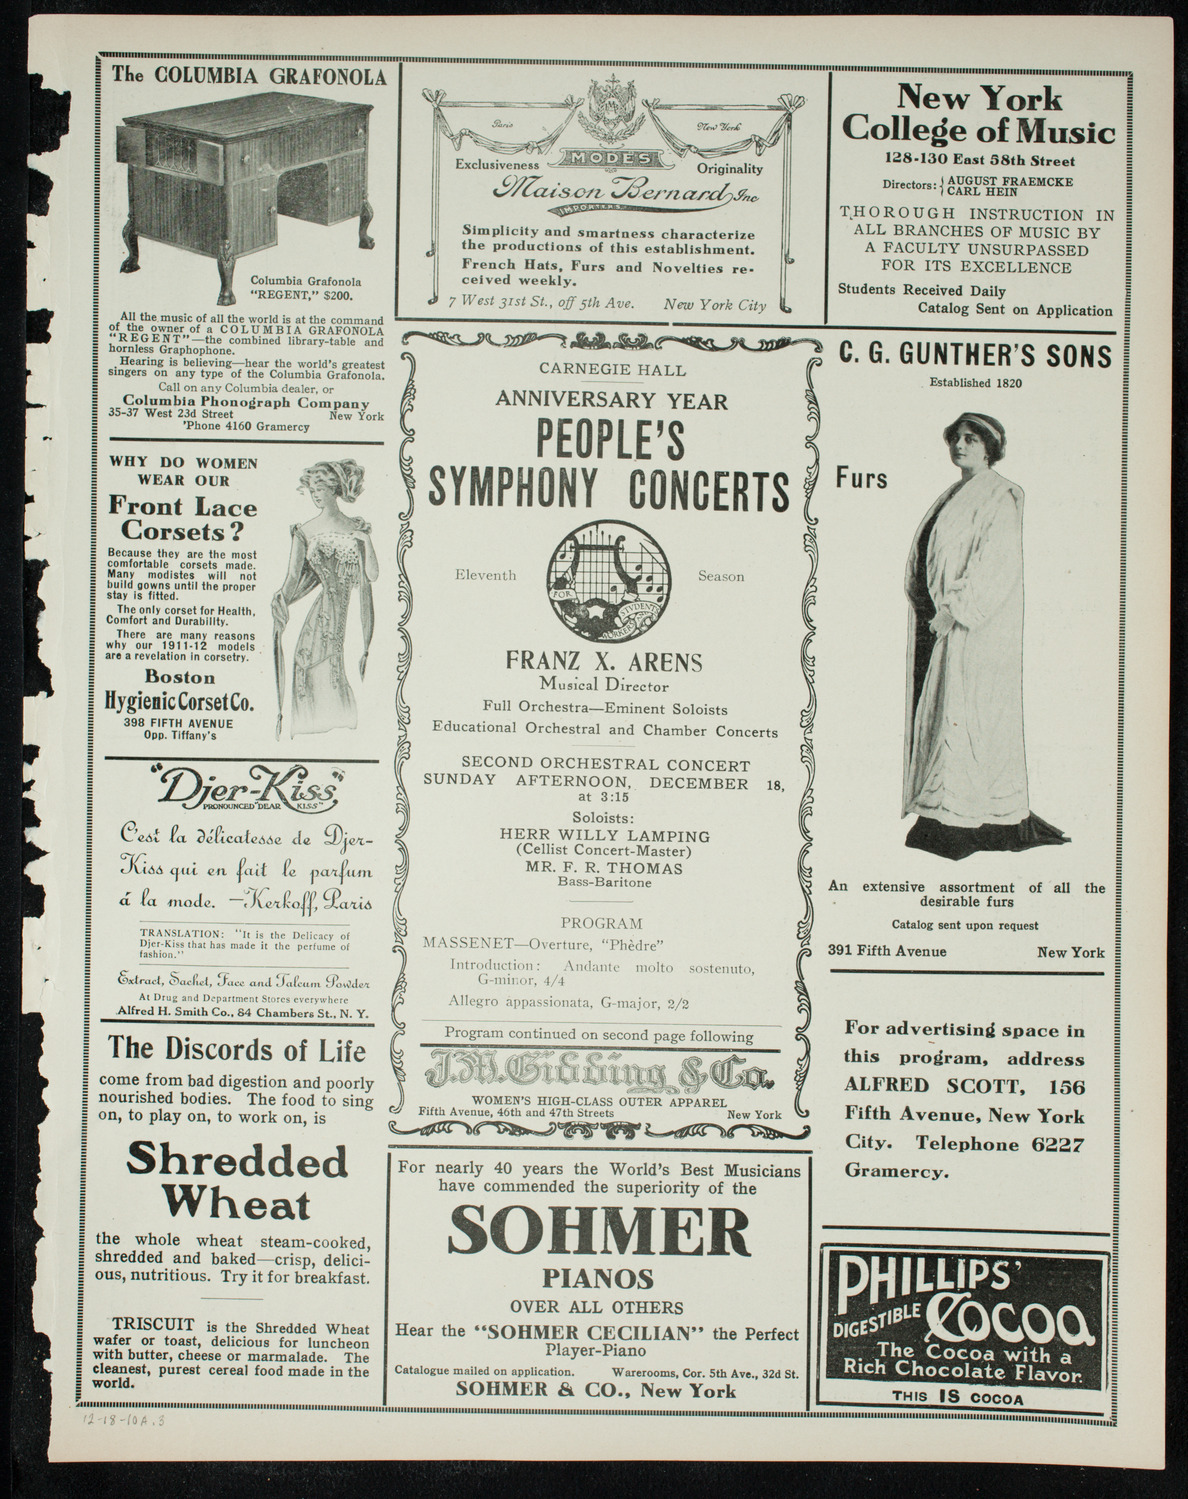 The COLUMBIA GRAFONOLA
Columbia Grafonola
"REGENT," $200.
All the music of all the world is at the command
of the owner of a COLUMBIA GRAFONOLA
"REGENT"—the combined library-table and
hornless Graphophone.
Hearing is believing—hear the world's greatest
singers on any type of the Columbia Grafonola.
Call on any Columbia dealer, or
Columbia Phonograph Company
35-37 West 23d Street New York
'Phone 4160 Gramercy
WHY DO WOMEN
WEAR OUR
Front Lace
Corsets?
Because they are the most
comfortable corsets made.
Many modistes will not
build gowns until the proper
stay is fitted.
The only corset for Health,
Comfort and Durability.
There are many reasons
why our 1911-12 models
are a revelation in corsetry.
Boston
Hygienic Corset Co.
398 FIFTH AVENUE
Opp. Tiffany's
"Djer-Kiss"
PRONOUNCED "DEAR KISS"
C'est la délicatesse de Djer-
Kiss qui en fait le parfum
á la mode. —Kerkoff, Paris
TRANSLATION: "It is the Delicacy of
Djer-Kiss that has made it the perfume of
fashion."
Extract, Sachet, Face and Talcum Powder
At Drug and Department Stores everywhere
Alfred H. Smith Co., 84 Chambers St., N. Y.
The Discords of Life
come from bad digestion and poorly
nourished bodies. The food to sing
on, to play on, to work on, is
Shredded
Wheat
the whole wheat steam-cooked,
shredded and baked—crisp, delici-
ous, nutritious. Try it for breakfast.
TRISCUIT is the Shredded Wheat
wafer or toast, delicious for luncheon
with butter, cheese or marmalade. The
cleanest, purest cereal food made in the
world.
12-18-10A.3
Paris New York
MODES
Exclusiveness Originality
Maison Bernard Inc
IMPORTERS
Simplicity and smartness characterize
the productions of this establishment.
French Hats, Furs and Novelties re-
ceived weekly.
7 West 31st St., off 5th Ave. New York City
CARNEGIE HALL
ANNIVERSARY YEAR
PEOPLE'S
SYMPHONY CONCERTS
Eleventh Season
FOR STUDENTS
WORKERS
FRANZ X. ARENS
Musical Director
Full Orchestra—Eminent Soloists
Educational Orchestral and Chamber Concerts
SECOND ORCHESTRAL CONCERT
SUNDAY AFTERNOON, DECEMBER 18,
at 3:15
Soloists:
HERR WILLY LAMPING
(Cellist Concert-Master)
MR. F. R. THOMAS
Bass-Baritone
PROGRAM
MASSENET—Overture, "Phèdre"
Introduction: Andante molto sostenuto,
G-minor, 4/4
Allegro appassionata, G-major, 2/2
Program continued on second page following
J.M. Gidding & Co.
WOMEN'S HIGH-CLASS OUTER APPAREL
Fifth Avenue, 46th and 47th Streets New York
For nearly 40 years the World's Best Musicians
have commended the superiority of the
SOHMER
PIANOS
OVER ALL OTHERS
Hear the "SOHMER CECILIAN" the Perfect
Player-Piano
Catalogue mailed on application. Warerooms, Cor. 5th Ave., 32d St.
SOHMER & CO., New York
New York
College of Music
128-130 East 58th Street
Directors: AUGUST FRAEMCKE
CARL HEIN
THOROUGH INSTRUCTION IN
ALL BRANCHES OF MUSIC BY
A FACULTY UNSURPASSED
FOR ITS EXCELLENCE
Students Received Daily
Catalog Sent on Application
C. G. GUNTHER'S SONS
Established 1820
Furs
An extensive assortment of all the
desirable furs
Catalog sent upon request
391 Fifth Avenue New York
For advertising space in
this program, address
ALFRED SCOTT, 156
Fifth Avenue, New York
City. Telephone 6227
Gramercy.
PHILLIPS'
DIGESTIBLE COCOA
The Cocoa with a
Rich Chocolate Flavor.
THIS IS COCOA